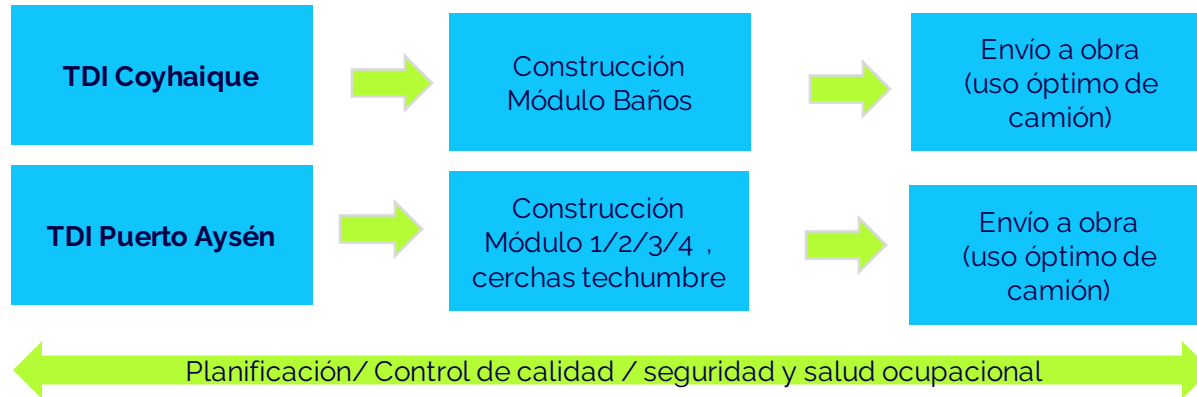 TDI Coyhaique
Construcción
Módulo Baños
Envío a obra
(uso óptimo de
camión)
TDI Puerto Aysén
Construcción
Módulo 1/2/3/4 ,
cerchas techumbre
Envío a obra
(uso óptimo de
camión)
Planificación/ Control de calidad / seguridad y salud ocupacional